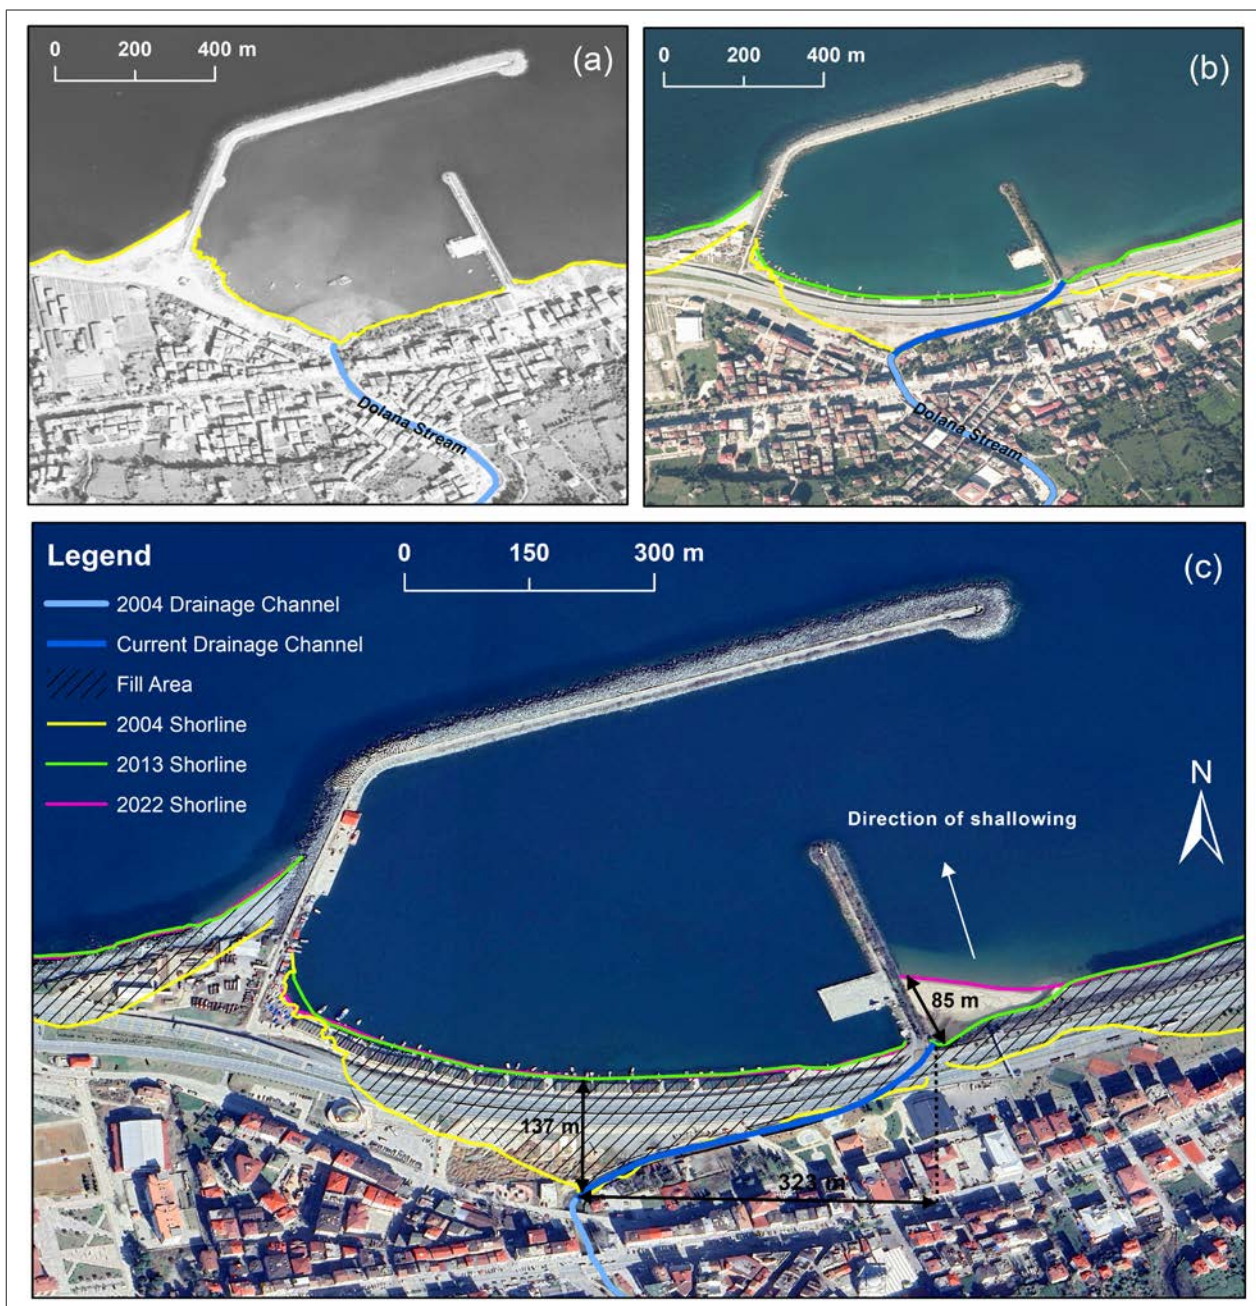 0 200 400 m
(a)
Dolana Stream
0 200 400 m
(b)
Dolana Stream
Legend
2004 Drainage Channel
Current Drainage Channel
Fill Area
2004 Shorline
2013 Shorline
2022 Shorline
0 150 300 m
(c)
N
Direction of shallowing
85 m
137 m
323 m